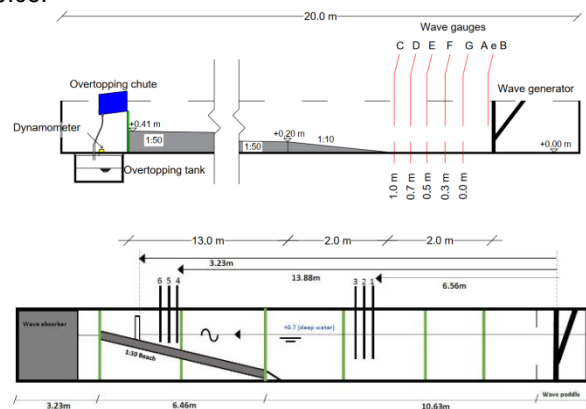 20.0 m
Wave gauges
C D E F G A e B
Overtopping chute
Wave generator
+0.41 m
Dynamometer
+0.20 m
1:10
1:50
1:50
+0.00 m
Overtopping tank
1.0 m
0.7 m
0.5 m
0.3 m
0.0 m
13.0 m
2.0 m
2.0 m
3.23m
13.88m
6.56m
6 5 4
3 2 1
Wave absorber
+0.7 (deep water)
1:10 Beach
Wave paddle
3.23m
6.46m
10.63m